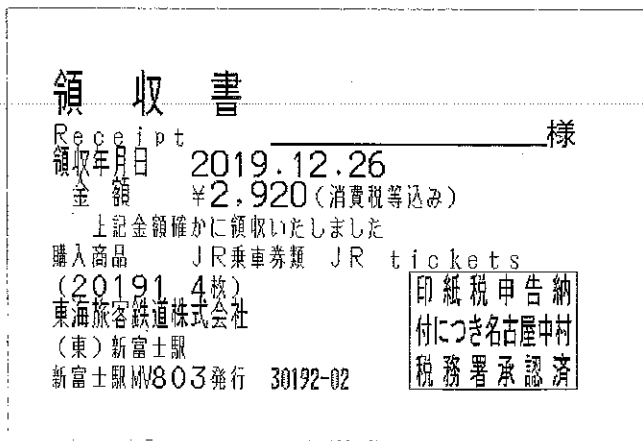 領収書
Receipt 様
領収年月日 2019.12.26
金額 ¥2,920(消費税等込み)
上記金額確かに領収いたしました
購入商品 JR乗車券類 JR tickets
(20191 4枚)
東海旅客鉄道株式会社
(東)新富士駅
新富士駅MV803発行 30192-02
印紙税申告納
付につき名古屋中村
税務署承認済